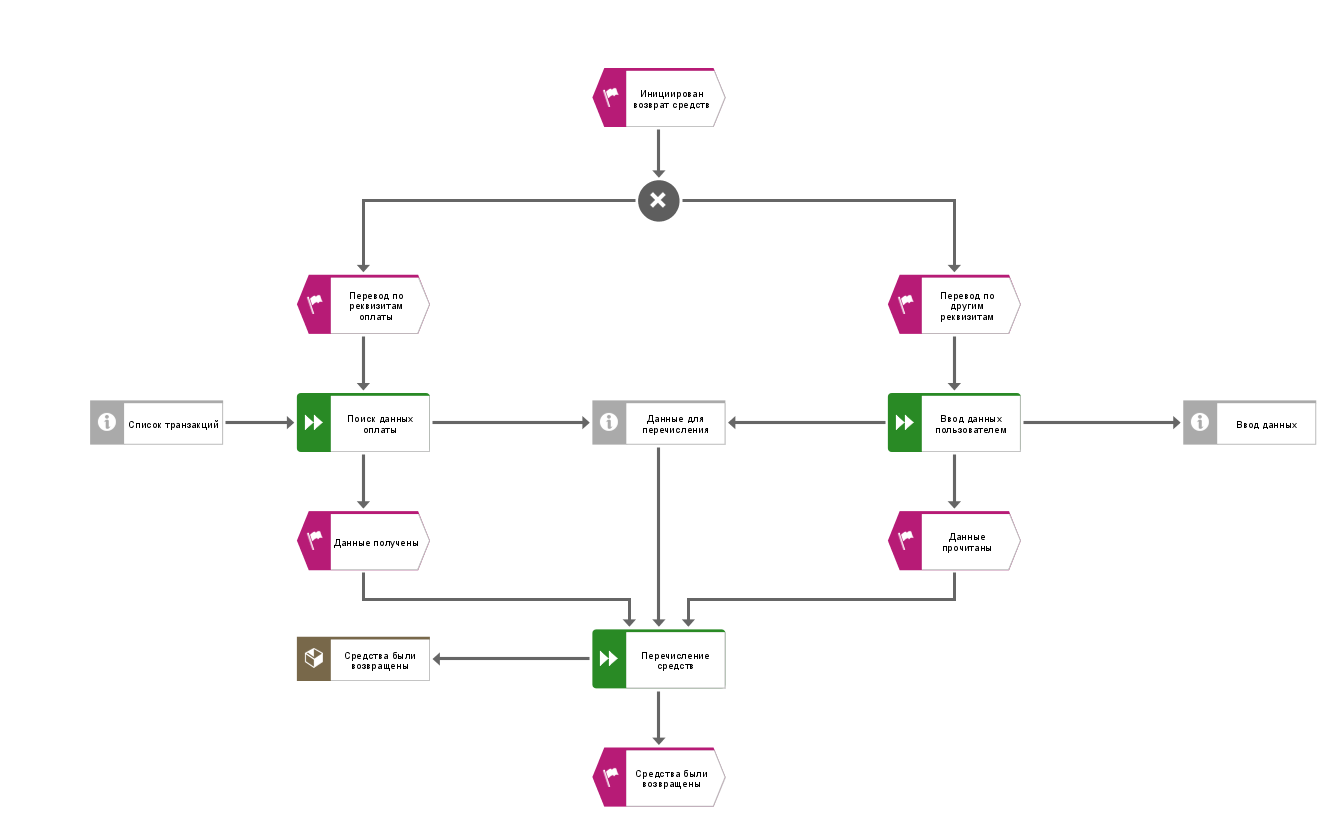 Инициирован
возврат средств
Перевод по
реквизитам
оплаты
Перевод по
другим
реквизитам
Список транзакций
Поиск данных
оплаты
Данные для
перечисления
Ввод данных
пользователем
Ввод данных
Данные получены
Данные
прочитаны
Средства были
возвращены
Перечисление
средств
Средства были
возвращены